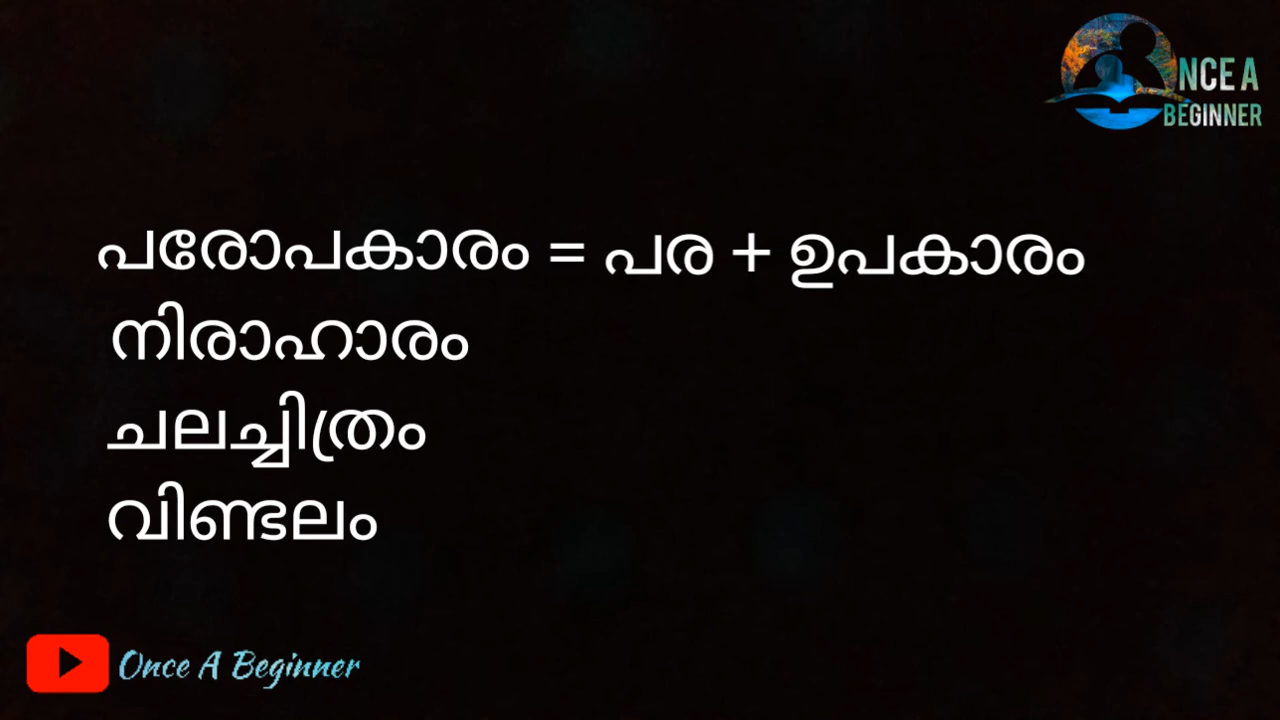 NCE A
BEGINNER
പരോപകാരം = പര + ഉപകാരം
നിരാഹാരം
ചലച്ചിത്രം
വിണ്ടലം
Once A Beginner